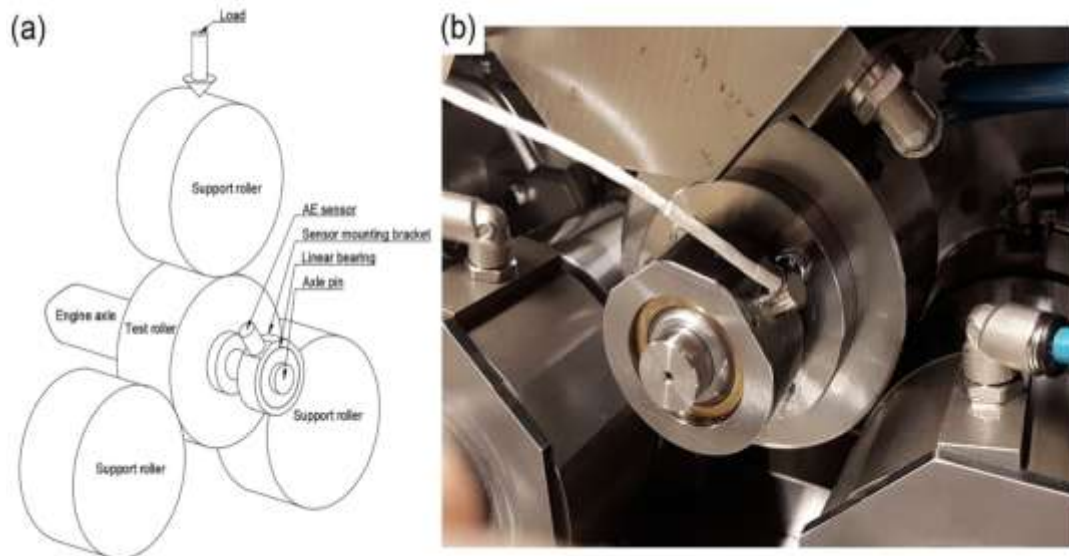 (a)
Load
Support roller
AE sensor
Sensor mounting bracket
Linear bearing
Axle pin
Engine axle
Test roller
Support roller
Support roller
(b)